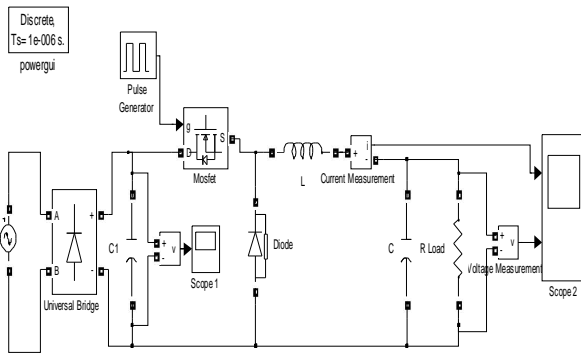 Discrete,
Ts= 1e-006 s.
powergui
Pulse
Generator
g
D
S
Mosfet
L
+
-
i
Current Measurement
A
B
+
-
Universal Bridge
C1
+
-
v
Scope 1
Diode
C
R Load
+
-
v
Voltage Measurement
Scope 2